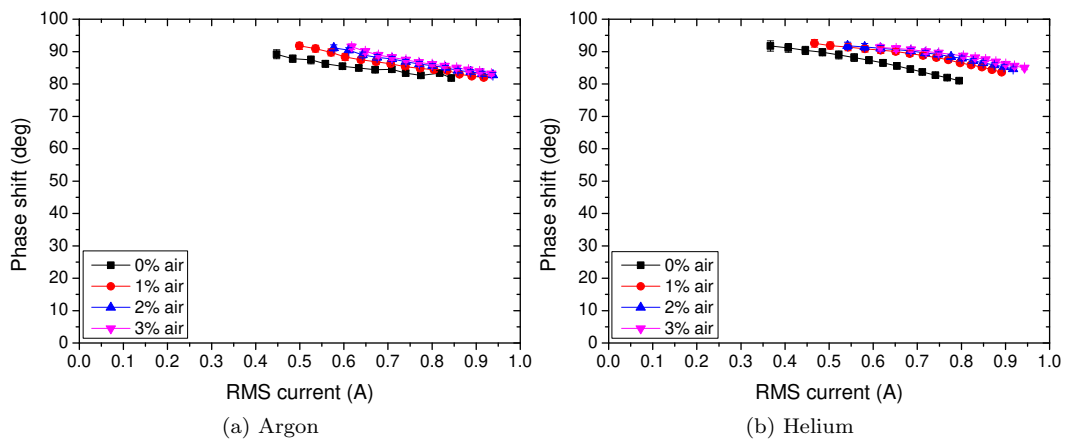 100
90
80
70
60
50
40
30
20
10
0
Phase shift (deg)
0% air
1% air
2% air
3% air
0.0 0.1 0.2 0.3 0.4 0.5 0.6 0.7 0.8 0.9 1.0
RMS current (A)
(a) Argon
100
90
80
70
60
50
40
30
20
10
0
Phase shift (deg)
0% air
1% air
2% air
3% air
0.0 0.1 0.2 0.3 0.4 0.5 0.6 0.7 0.8 0.9 1.0
RMS current (A)
(b) Helium